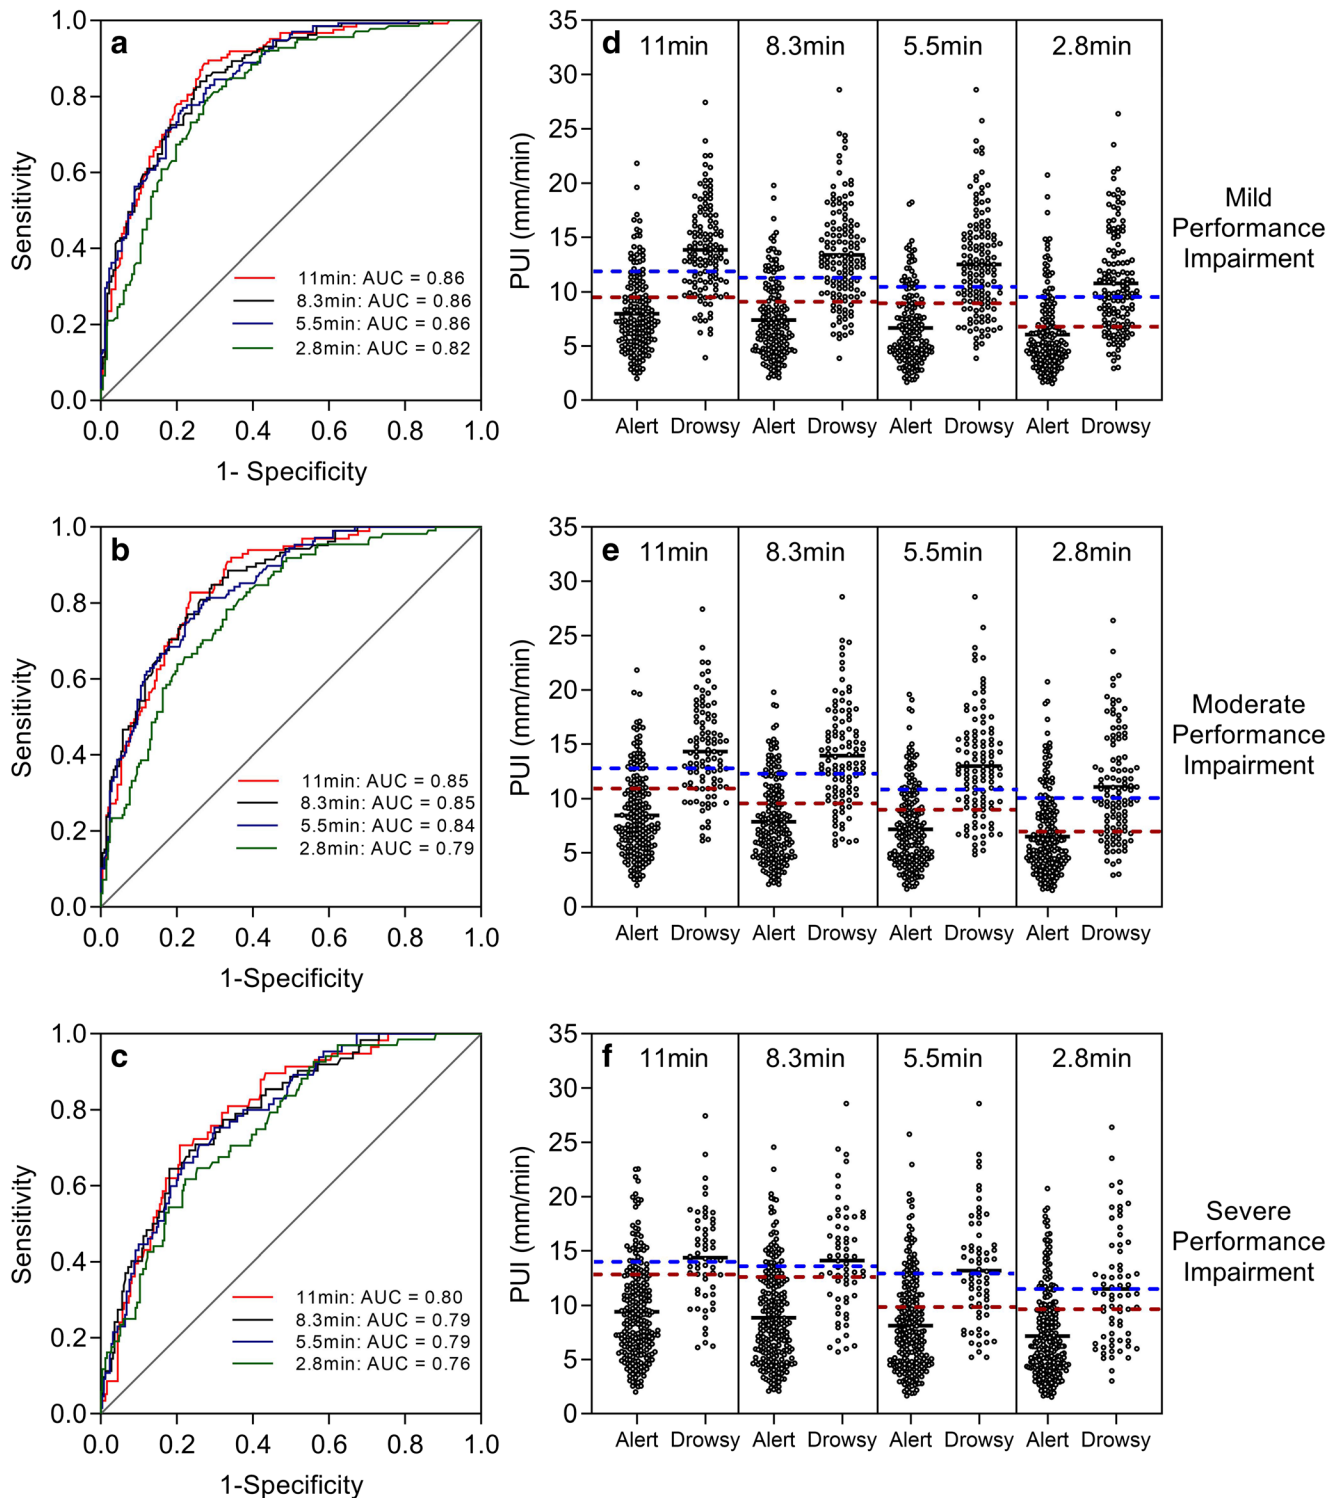 a
1.0
0.8
0.6
0.4
0.2
0.0
Sensitivity
11min: AUC = 0.86
8.3min: AUC = 0.86
5.5min: AUC = 0.86
2.8min: AUC = 0.82
0.0 0.2 0.4 0.6 0.8 1.0
1- Specificity
d
11min 8.3min 5.5min 2.8min
35
30
25
20
15
10
5
0
PUI (mm/min)
Alert Drowsy Alert Drowsy Alert Drowsy Alert Drowsy
Mild
Performance
Impairment
b
1.0
0.8
0.6
0.4
0.2
0.0
Sensitivity
11min: AUC = 0.85
8.3min: AUC = 0.85
5.5min: AUC = 0.84
2.8min: AUC = 0.79
0.0 0.2 0.4 0.6 0.8 1.0
1-Specificity
e
11min 8.3min 5.5min 2.8min
35
30
25
20
15
10
5
0
PUI (mm/min)
Alert Drowsy Alert Drowsy Alert Drowsy Alert Drowsy
Moderate
Performance
Impairment
c
1.0
0.8
0.6
0.4
0.2
0.0
Sensitivity
11min: AUC = 0.80
8.3min: AUC = 0.79
5.5min: AUC = 0.79
2.8min: AUC = 0.76
0.0 0.2 0.4 0.6 0.8 1.0
1-Specificity
f
11min 8.3min 5.5min 2.8min
35
30
25
20
15
10
5
0
PUI (mm/min)
Alert Drowsy Alert Drowsy Alert Drowsy Alert Drowsy
Severe
Performance
Impairment